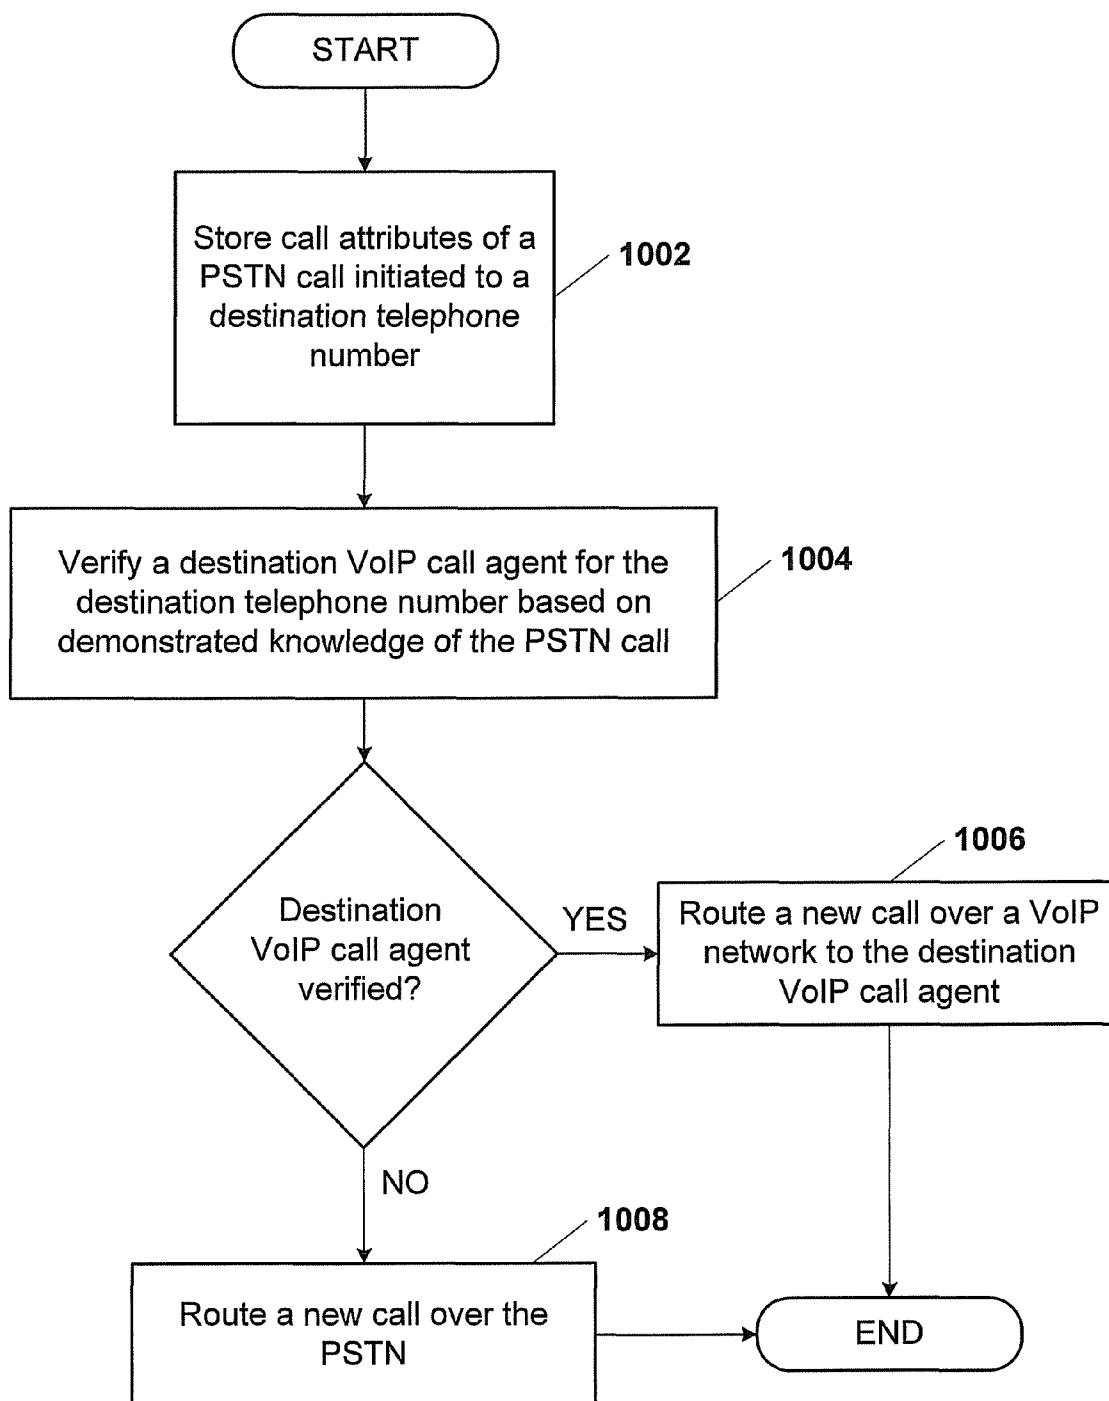 START
Store call attributes of a
PSTN call initiated to a
destination telephone
number
1002
Verify a destination VoIP call agent for the
destination telephone number based on
demonstrated knowledge of the PSTN call
1004
Destination
VoIP call agent
verified?
YES
1006
Route a new call over a VoIP
network to the destination
VoIP call agent
NO
1008
Route a new call over the
PSTN
END